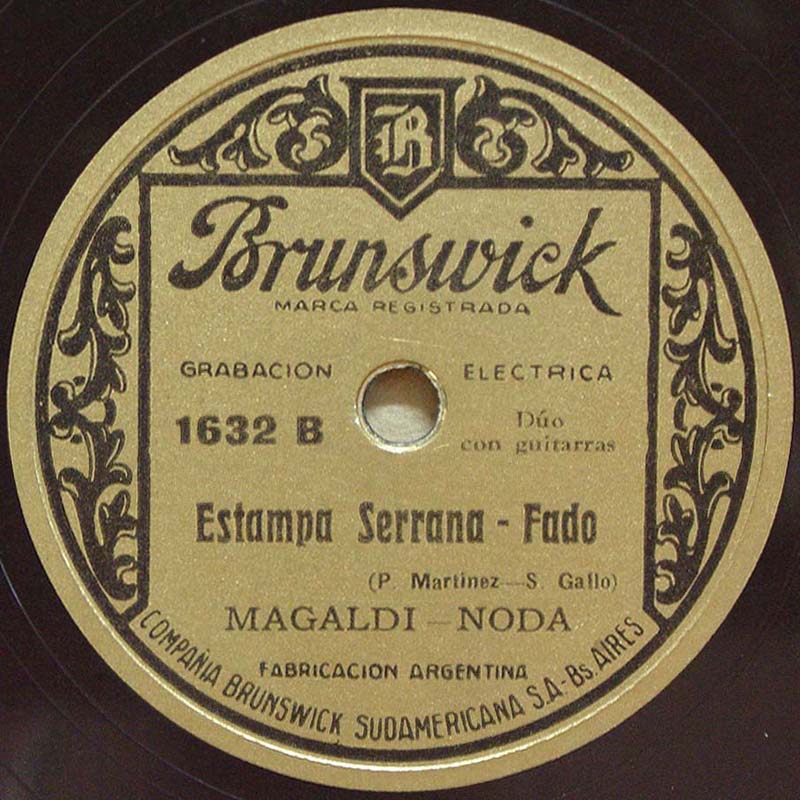 B
Brunswick
MARCA REGISTRADA
GRABACION ELECTRICA
1632 B
Dúo
con guitarras
Estampa Serrana - Fado
(P. Martinez—S. Gallo)
MAGALDI – NODA
FABRICACION ARGENTINA
COMPAÑIA BRUNSWICK SUDAMERICANA S.A- Bs. AIRES